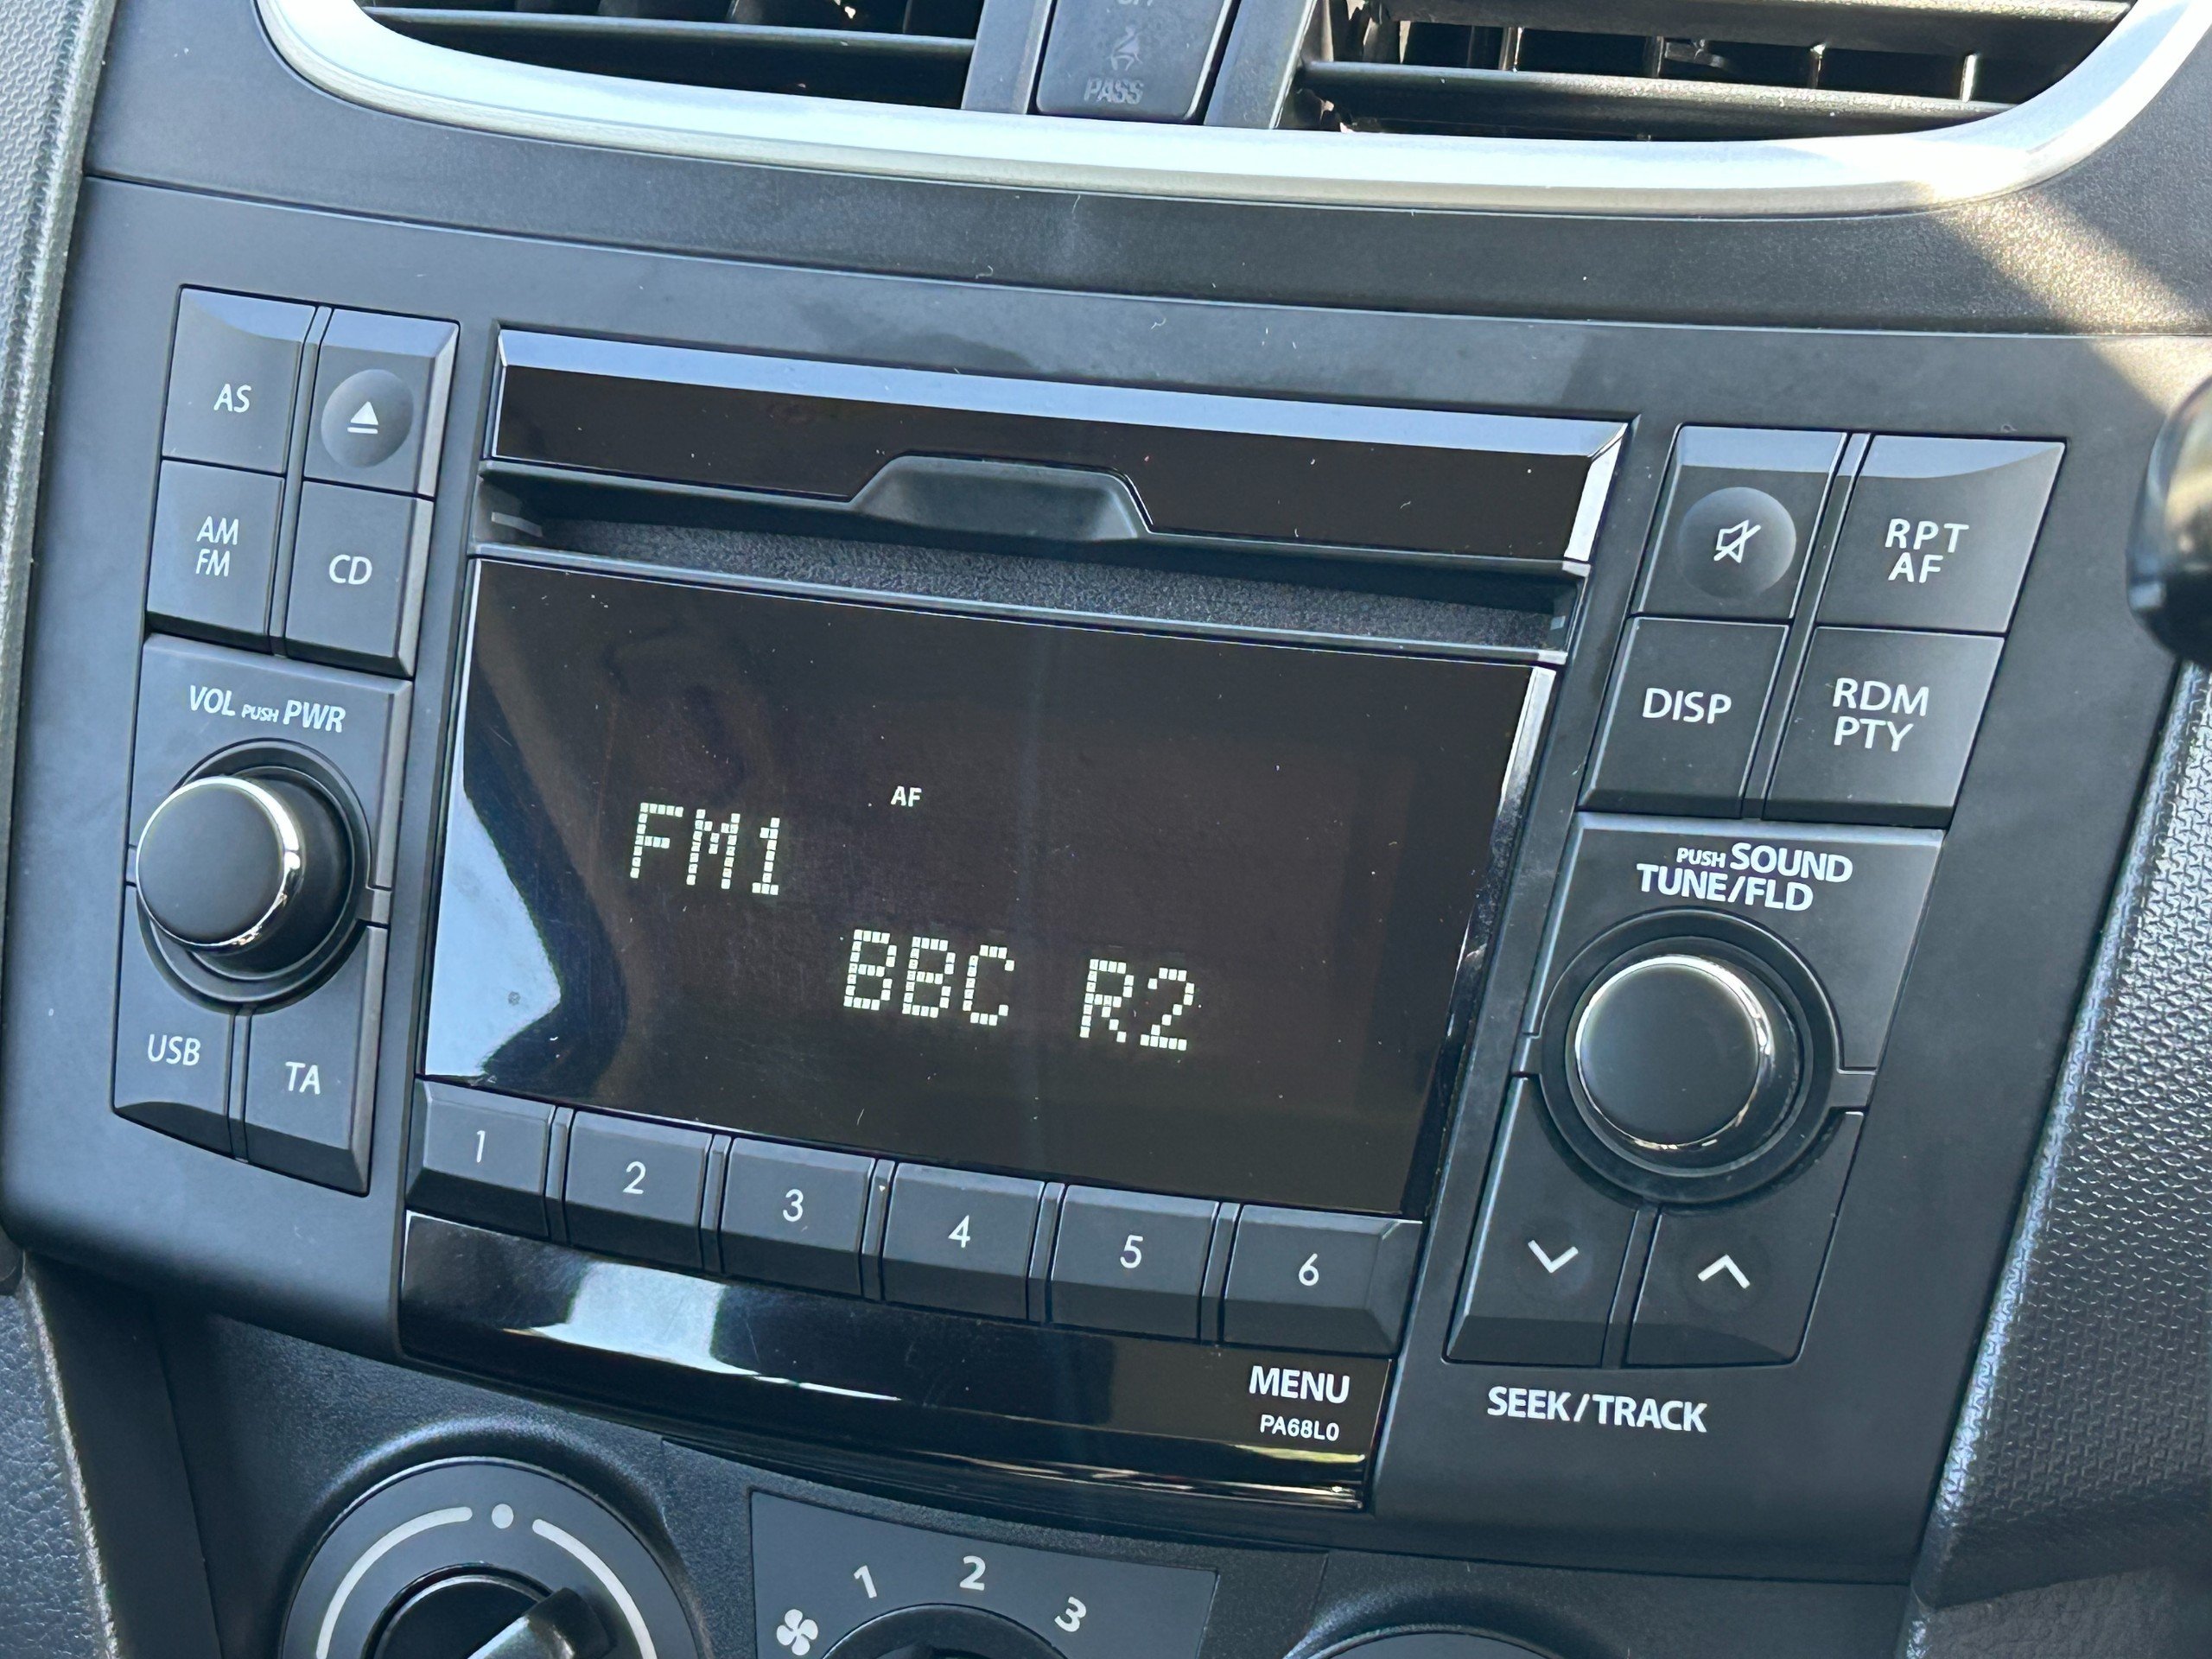 PASS
AS
AM
FM
CD
RPT
AF
DISP
RDM
PTY
VOL PUSH PWR
PUSH SOUND
TUNE/FLD
AF
FM1
BBC R2
USB
TA
1
2
3
4
5
6
MENU
PA68L0
SEEK/TRACK
1
2
3